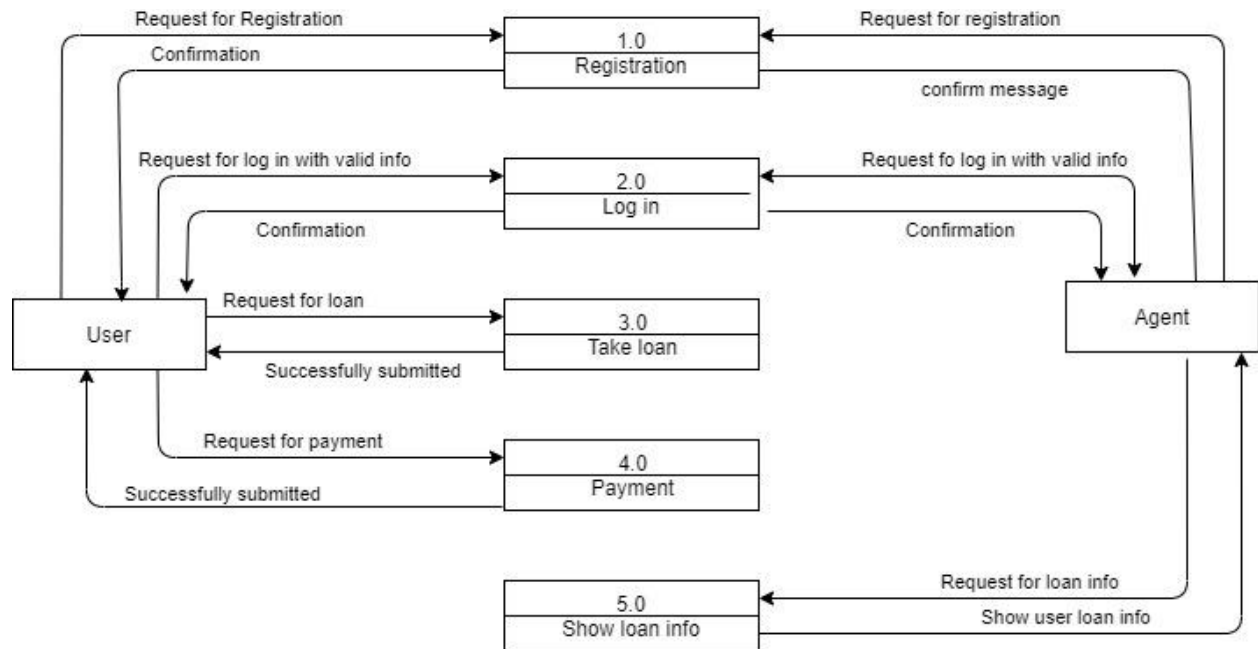 Request for Registration
Request for registration
1.0
Registration
Confirmation
confirm message
Request for log in with valid info
Request fo log in with valid info
2.0
Log in
Confirmation
Confirmation
Request for loan
User
3.0
Take loan
Agent
Successfully submitted
Request for payment
4.0
Payment
Successfully submitted
Request for loan info
5.0
Show loan info
Show user loan info